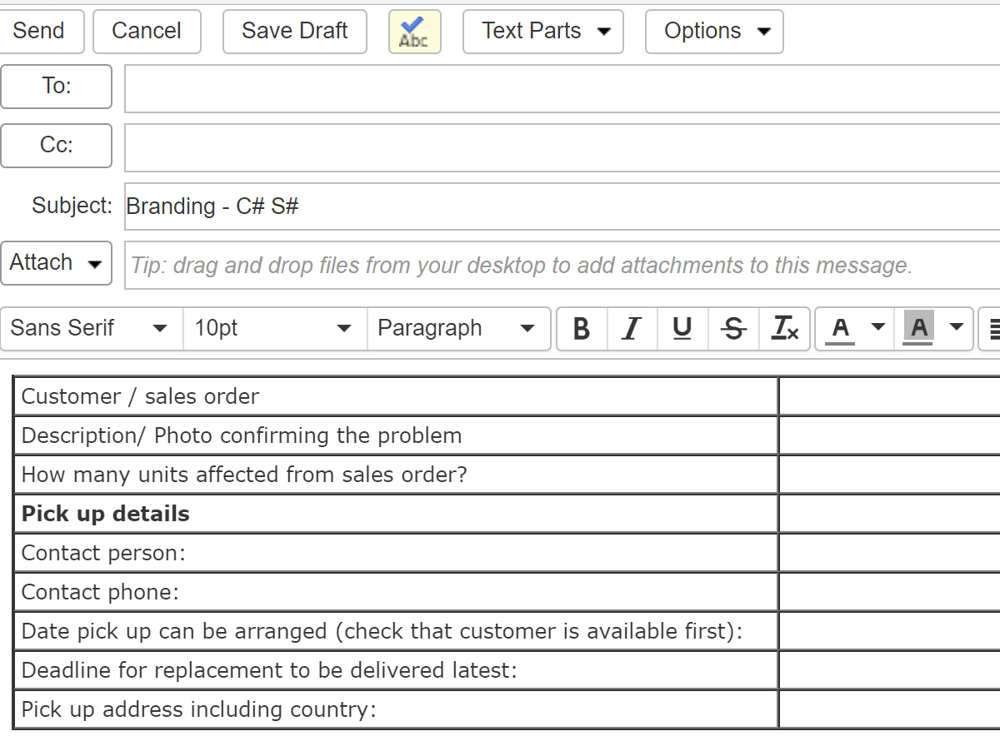 Send Cancel Save Draft Abc Text Parts Options
To:
Cc:
Subject: Branding - C# S#
Attach Tip: drag and drop files from your desktop to add attachments to this message.
Sans Serif 10pt Paragraph B I U S Tx A A
Customer / sales order
Description/ Photo confirming the problem
How many units affected from sales order?
Pick up details
Contact person:
Contact phone:
Date pick up can be arranged (check that customer is available first):
Deadline for replacement to be delivered latest:
Pick up address including country: